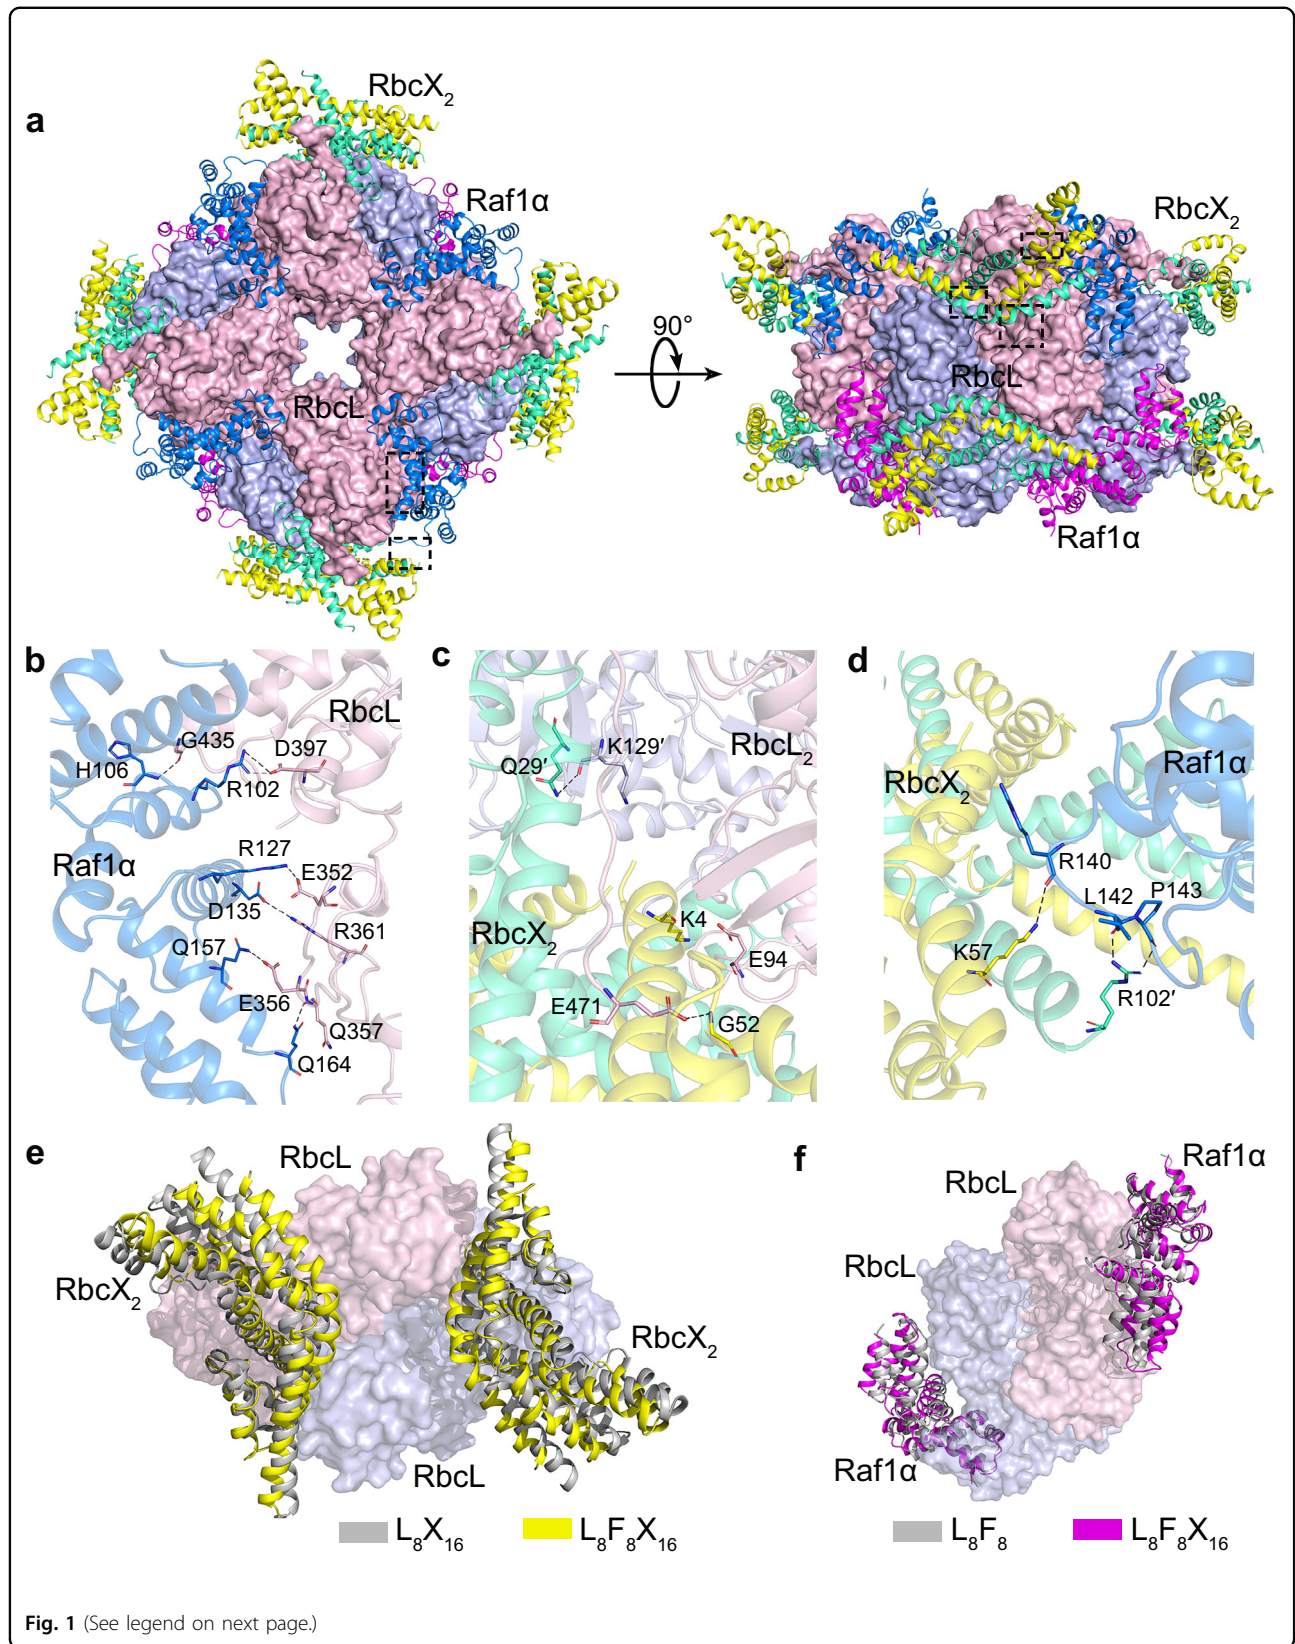 a
RbcX2
Raf1α
RbcL
90°
RbcX2
RbcL
Raf1α
b
RbcL
G435
D397
H106
R102
Raf1α
R127
E352
D135
R361
Q157
E356
Q357
Q164
c
Q29′
K129′
RbcL2
RbcX2
K4
E94
E471
G52
d
RbcX2
Raf1α
R140
L142
P143
K57
R102′
e
RbcL
RbcX2
RbcX2
RbcL
L8X16
L8F8X16
f
Raf1α
RbcL
RbcL
Raf1α
L8F8
L8F8X16
Fig. 1 (See legend on next page.)